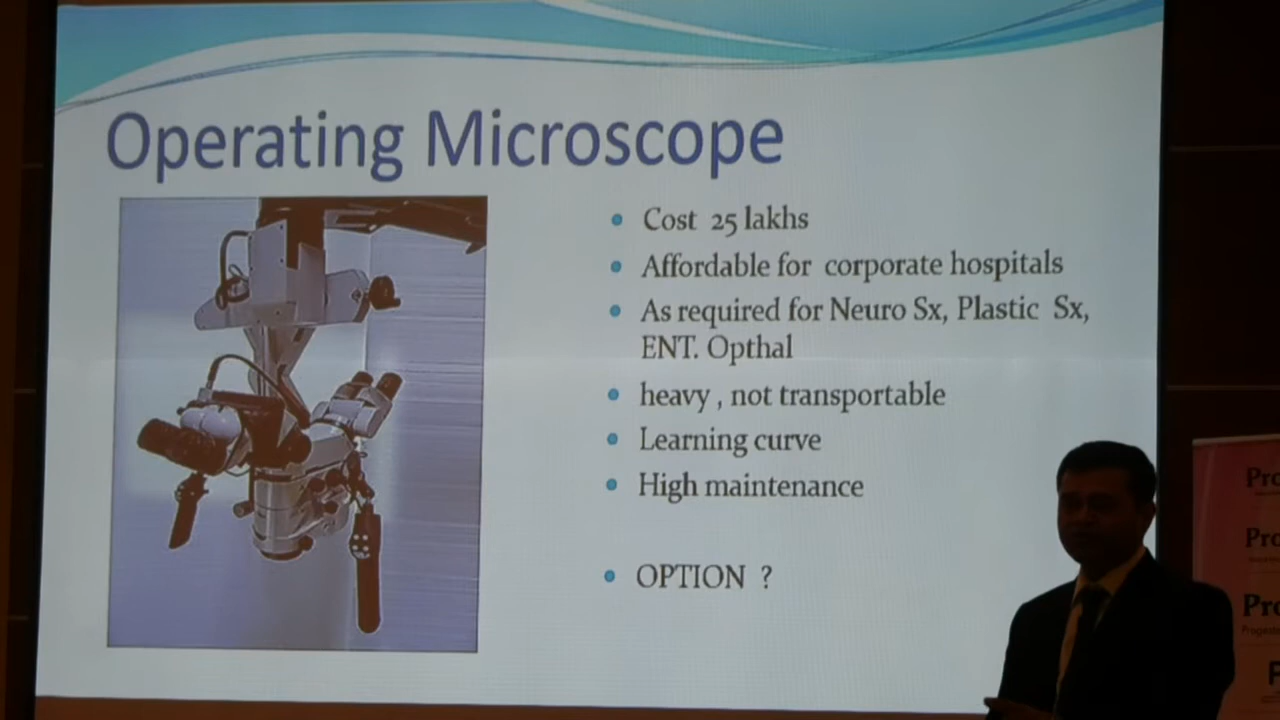 Operating Microscope
Cost 25 lakhs
Affordable for corporate hospitals
As required for Neuro Sx, Plastic Sx,
ENT. Opthal
heavy , not transportable
Learning curve
High maintenance
OPTION ?